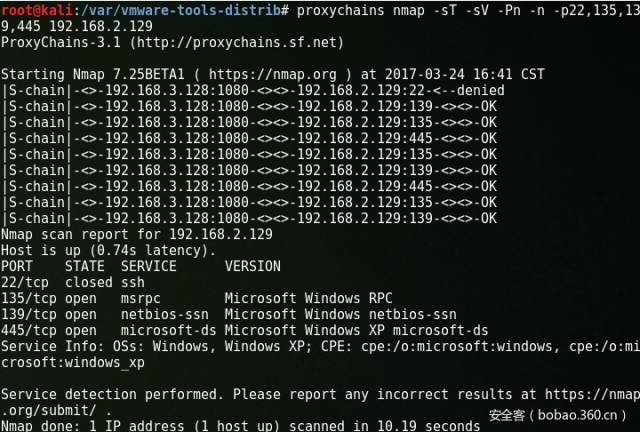 root@kali:/var/vmware-tools-distrib# proxychains nmap -sT -sV -Pn -n -p22,135,13
9,445 192.168.2.129
ProxyChains-3.1 (http://proxychains.sf.net)
Starting Nmap 7.25BETA1 ( https://nmap.org ) at 2017-03-24 16:41 CST
|S-chain|-<>-192.168.3.128:1080-<><>-192.168.2.129:22-<--denied
|S-chain|-<>-192.168.3.128:1080-<><>-192.168.2.129:139-<><>-OK
|S-chain|-<>-192.168.3.128:1080-<><>-192.168.2.129:135-<><>-OK
|S-chain|-<>-192.168.3.128:1080-<><>-192.168.2.129:445-<><>-OK
|S-chain|-<>-192.168.3.128:1080-<><>-192.168.2.129:135-<><>-OK
|S-chain|-<>-192.168.3.128:1080-<><>-192.168.2.129:139-<><>-OK
|S-chain|-<>-192.168.3.128:1080-<><>-192.168.2.129:445-<><>-OK
|S-chain|-<>-192.168.3.128:1080-<><>-192.168.2.129:135-<><>-OK
|S-chain|-<>-192.168.3.128:1080-<><>-192.168.2.129:139-<><>-OK
Nmap scan report for 192.168.2.129
Host is up (0.74s latency).
PORT    STATE  SERVICE      VERSION
22/tcp  closed ssh
135/tcp open   msrpc        Microsoft Windows RPC
139/tcp open   netbios-ssn  Microsoft Windows netbios-ssn
445/tcp open   microsoft-ds Microsoft Windows XP microsoft-ds
Service Info: OSs: Windows, Windows XP; CPE: cpe:/o:microsoft:windows, cpe:/o:mi
crosoft:windows_xp
Service detection performed. Please report any incorrect results at https://nmap
.org/submit/ .
Nmap done: 1 IP address (1 host up) scanned in 10.19 seconds
安全客（bobao.360.cn）